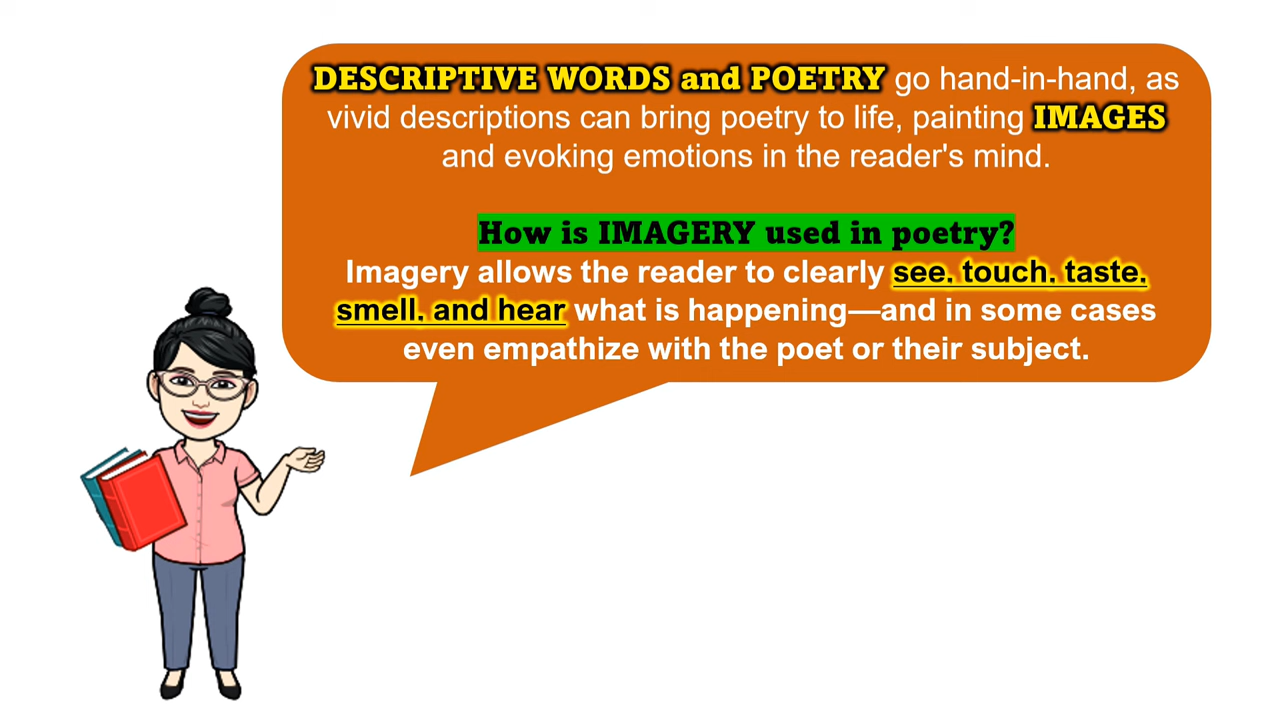 DESCRIPTIVE WORDS and POETRY go hand-in-hand, as
vivid descriptions can bring poetry to life, painting IMAGES
and evoking emotions in the reader's mind.
How is IMAGERY used in poetry?
Imagery allows the reader to clearly see, touch, taste,
smell, and hear what is happening—and in some cases
even empathize with the poet or their subject.